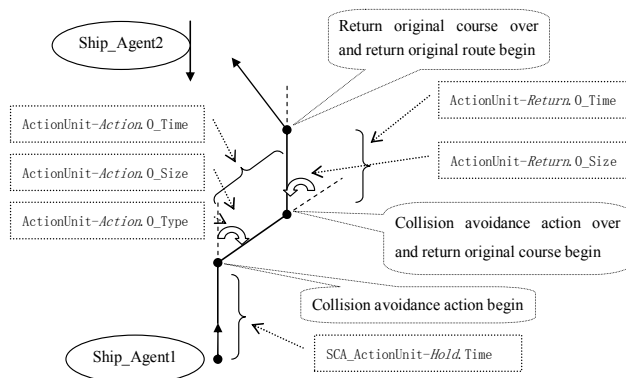 Ship_Agent2
Return original course over
and return original route begin
ActionUnit-Action.O_Time
ActionUnit-Return.O_Time
ActionUnit-Action.O_Size
ActionUnit-Return.O_Size
ActionUnit-Action.O_Type
Collision avoidance action over
and return original course begin
Collision avoidance action begin
Ship_Agent1
SCA_ActionUnit-Hold.Time